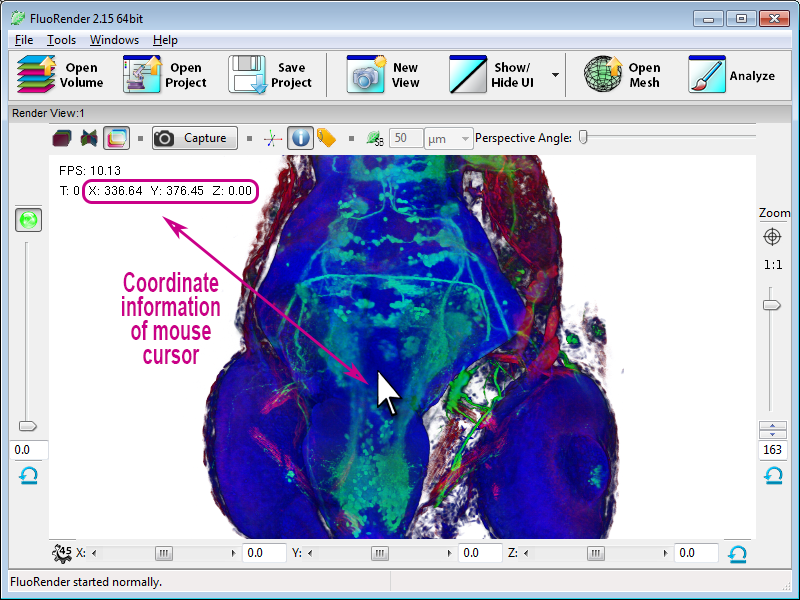 FluoRender 2.15 64bit
File Tools Windows Help
Open Volume
Open Project
Save Project
New View
Show/ Hide UI
Open Mesh
Analyze
Render View:1
Capture
SB
50
µm
Perspective Angle:
FPS: 10.13
T: 0 X: 336.64 Y: 376.45 Z: 0.00
Zoom
1:1
Coordinate
information
of mouse
cursor
0.0
163
45 X: 0.0 Y: 0.0 Z: 0.0
FluoRender started normally.